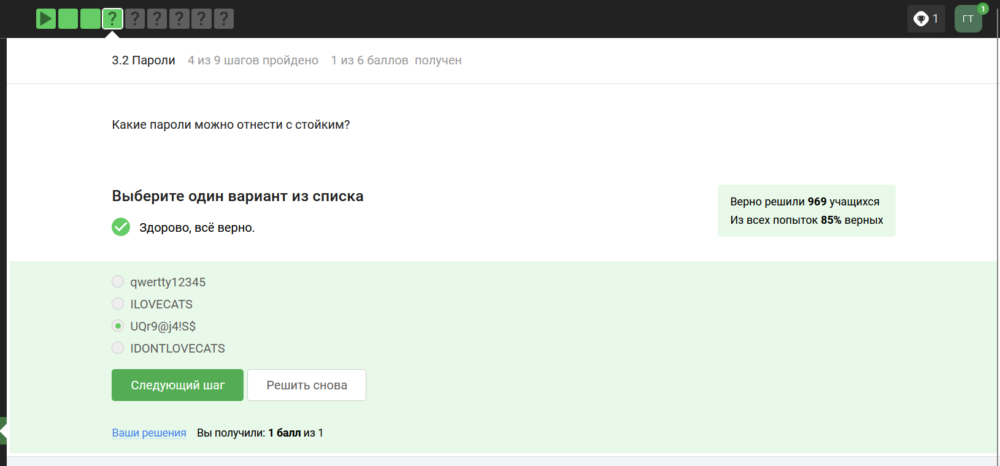 ? ? ? ? ? ?
1
ГТ
1
3.2 Пароли 4 из 9 шагов пройдено 1 из 6 баллов получен
Какие пароли можно отнести с стойким?
Выберите один вариант из списка
Здорово, всё верно.
Верно решили 969 учащихся
Из всех попыток 85% верных
qwertty12345
ILOVECATS
UQr9@j4!S$
IDONTLOVECATS
Следующий шаг Решить снова
Ваши решения Вы получили: 1 балл из 1